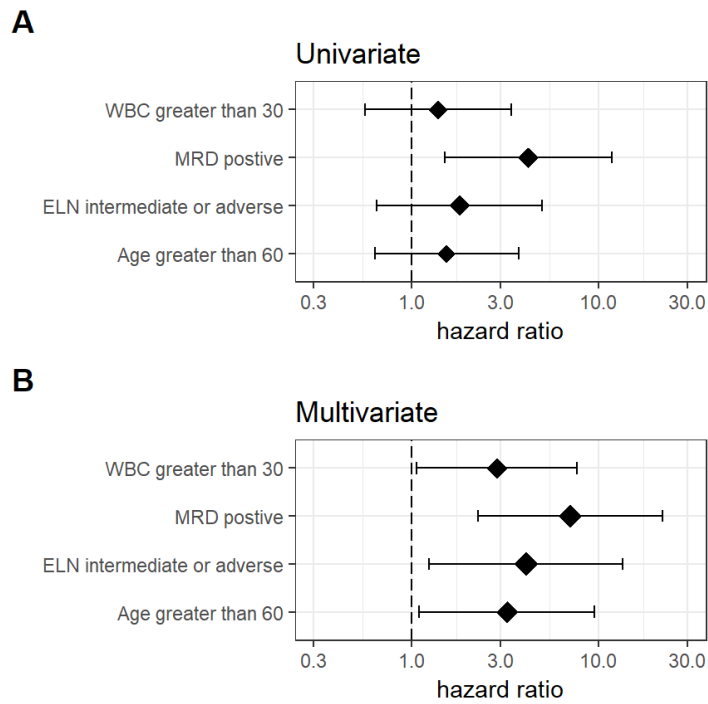 A
Univariate
WBC greater than 30
MRD postive
ELN intermediate or adverse
Age greater than 60
0.3 1.0 3.0 10.0 30.0
hazard ratio
B
Multivariate
WBC greater than 30
MRD postive
ELN intermediate or adverse
Age greater than 60
0.3 1.0 3.0 10.0 30.0
hazard ratio